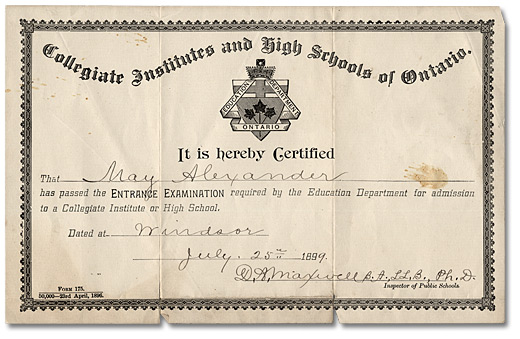 Collegiate Institutes and High Schools of Ontario.
EDUCATION DEPARTMENT
ONTARIO
It is hereby Certified
That May Alexander
has passed the ENTRANCE EXAMINATION required by the Education Department for admission
to a Collegiate Institute or High School.
Dated at Windsor
July. 25th 1899.
D. A. Maxwell B.A., LL.B., Ph.D.
Inspector of Public Schools.
FORM 175.
50,000—23rd April, 1896.